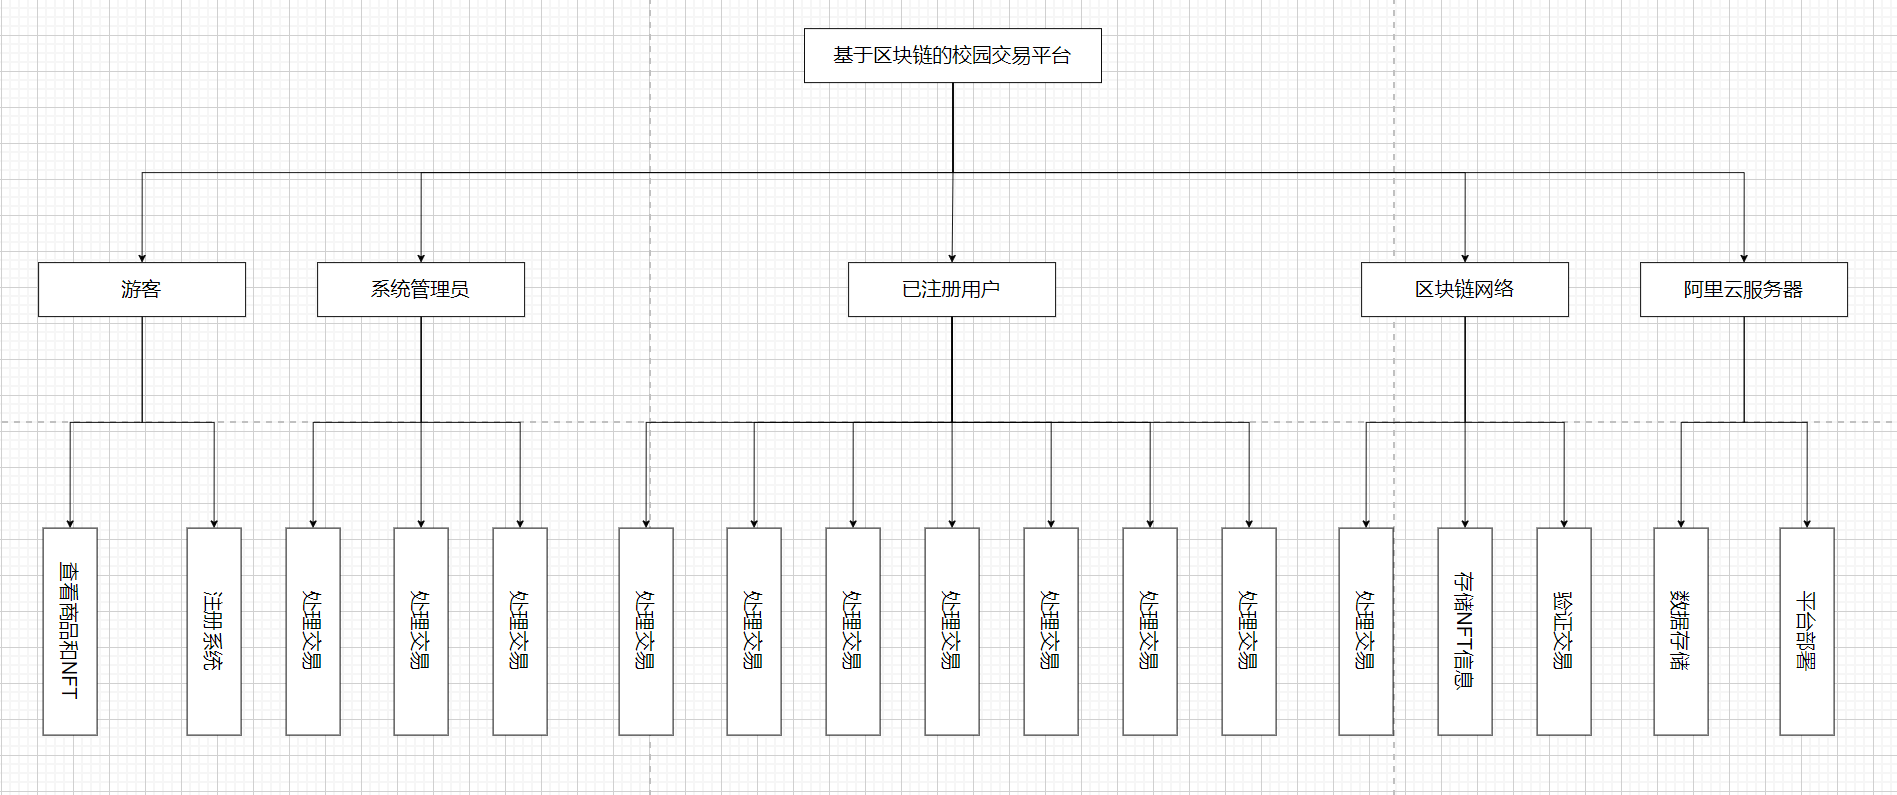 基于区块链的校园交易平台
游客
系统管理员
已注册用户
区块链网络
阿里云服务器
查看商品和NFT
注册系统
处理交易
处理交易
处理交易
处理交易
处理交易
处理交易
处理交易
处理交易
处理交易
处理交易
处理交易
存储NFT信息
验证交易
数据存储
平台部署